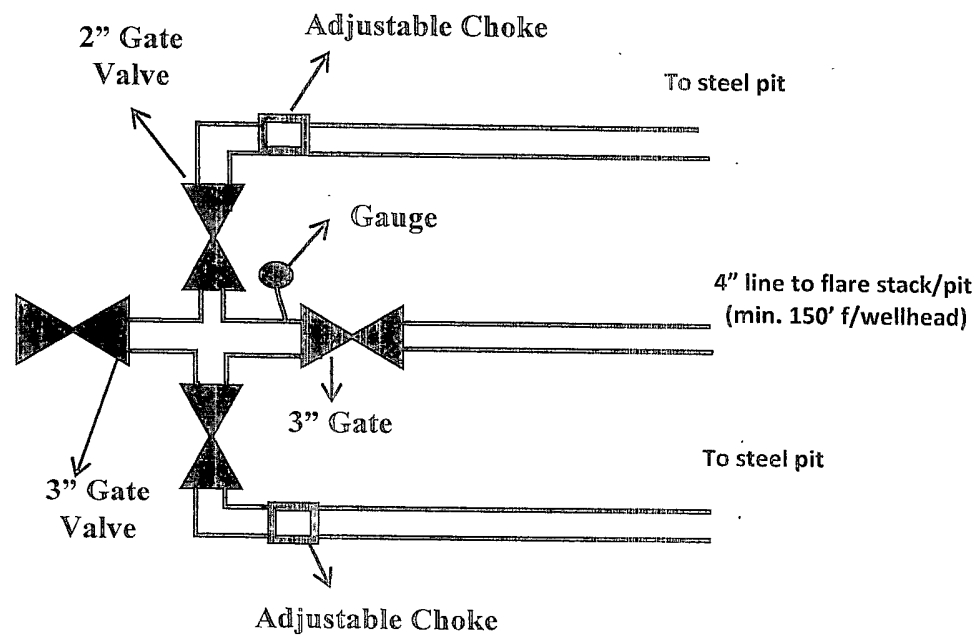 Adjustable Choke
2” Gate
Valve
To steel pit
Gauge
4” line to flare stack/pit
(min. 150’ f/wellhead)
3” Gate
To steel pit
3” Gate
Valve
Adjustable Choke